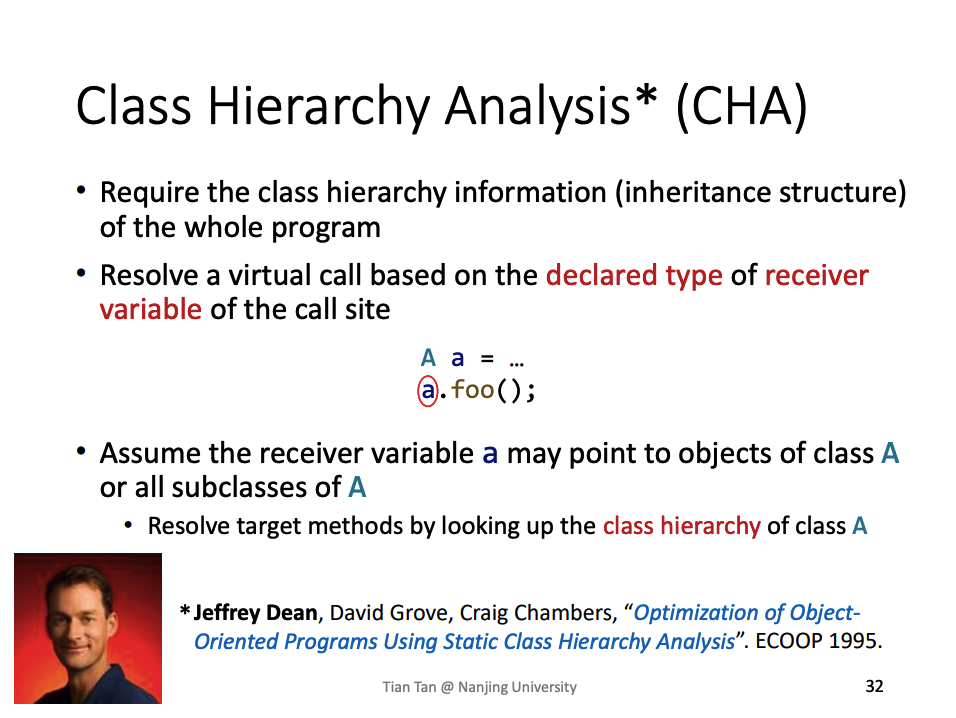 Class Hierarchy Analysis* (CHA)
• Require the class hierarchy information (inheritance structure)
of the whole program
• Resolve a virtual call based on the declared type of receiver
variable of the call site
A a = …
a.foo();
• Assume the receiver variable a may point to objects of class A
or all subclasses of A
• Resolve target methods by looking up the class hierarchy of class A
* Jeffrey Dean, David Grove, Craig Chambers, “Optimization of Object-
Oriented Programs Using Static Class Hierarchy Analysis”. ECOOP 1995.
Tian Tan @ Nanjing University
32